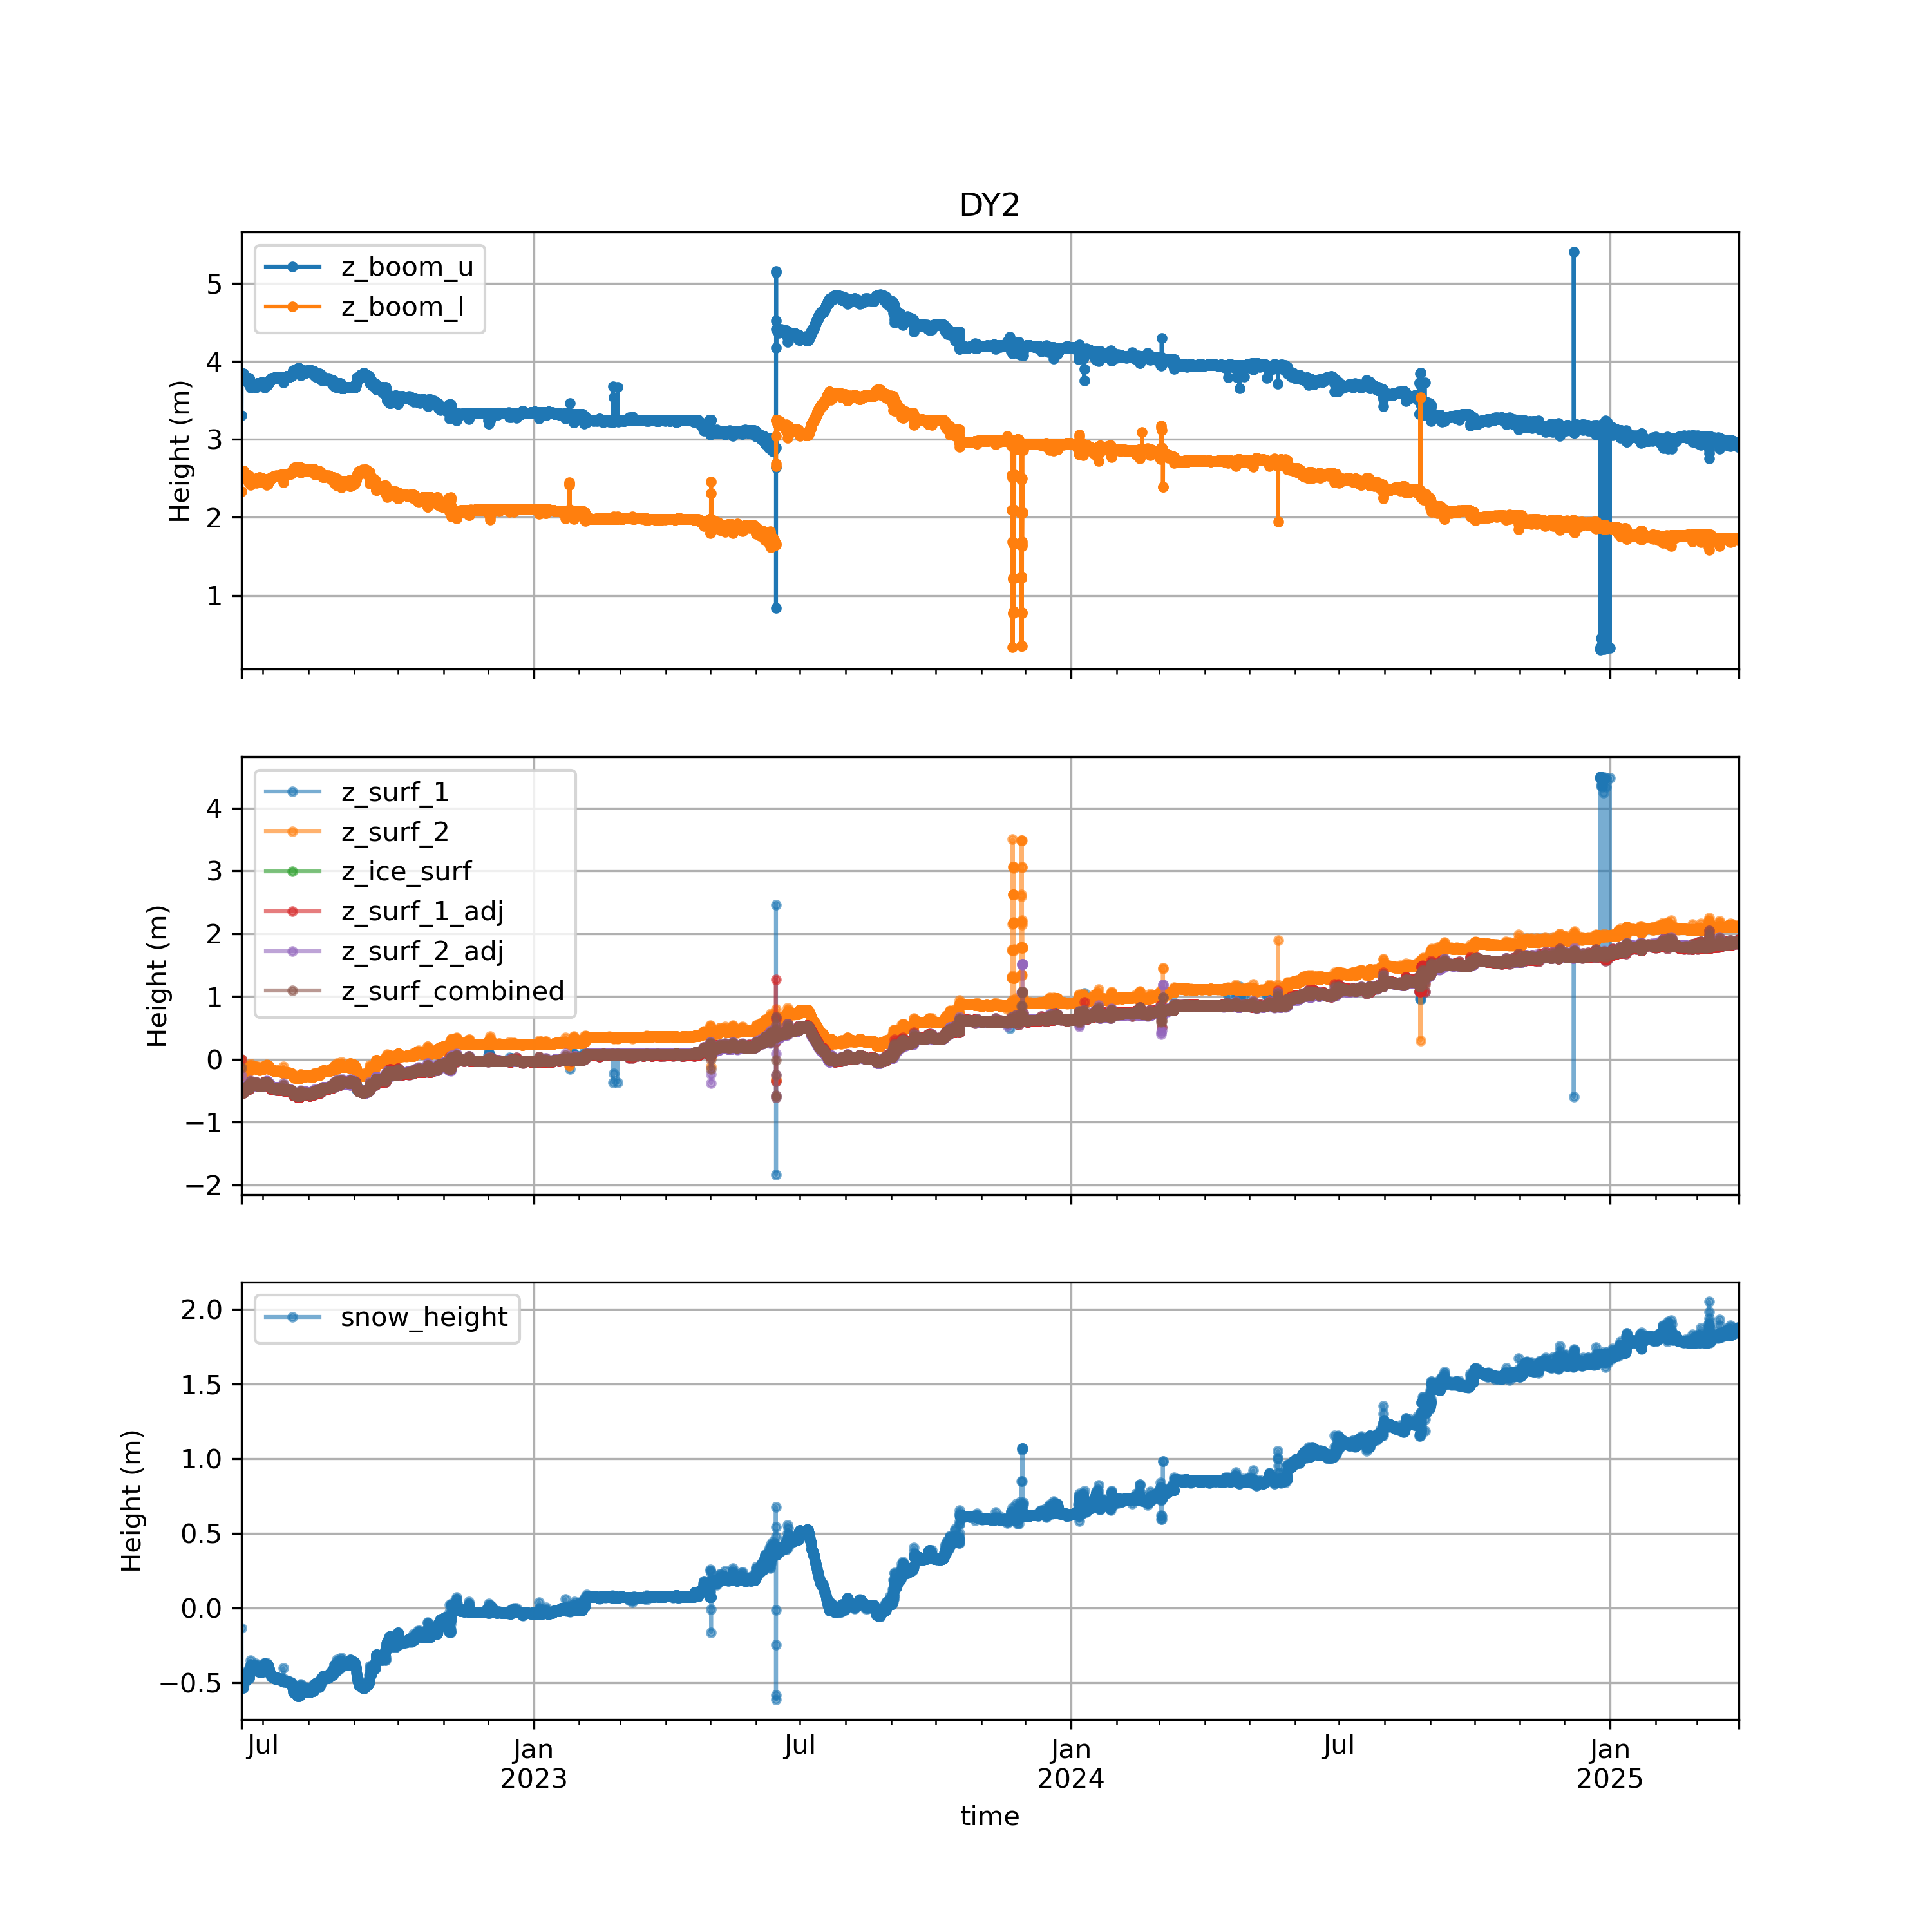 DY2
z_boom_u
z_boom_l
5
4
3
2
1
Height (m)
z_surf_1
z_surf_2
z_ice_surf
z_surf_1_adj
z_surf_2_adj
z_surf_combined
4
3
2
1
0
−1
−2
Height (m)
snow_height
2.0
1.5
1.0
0.5
0.0
−0.5
Height (m)
Jul Jan Jul Jan Jul Jan
2023 2024 2025
time